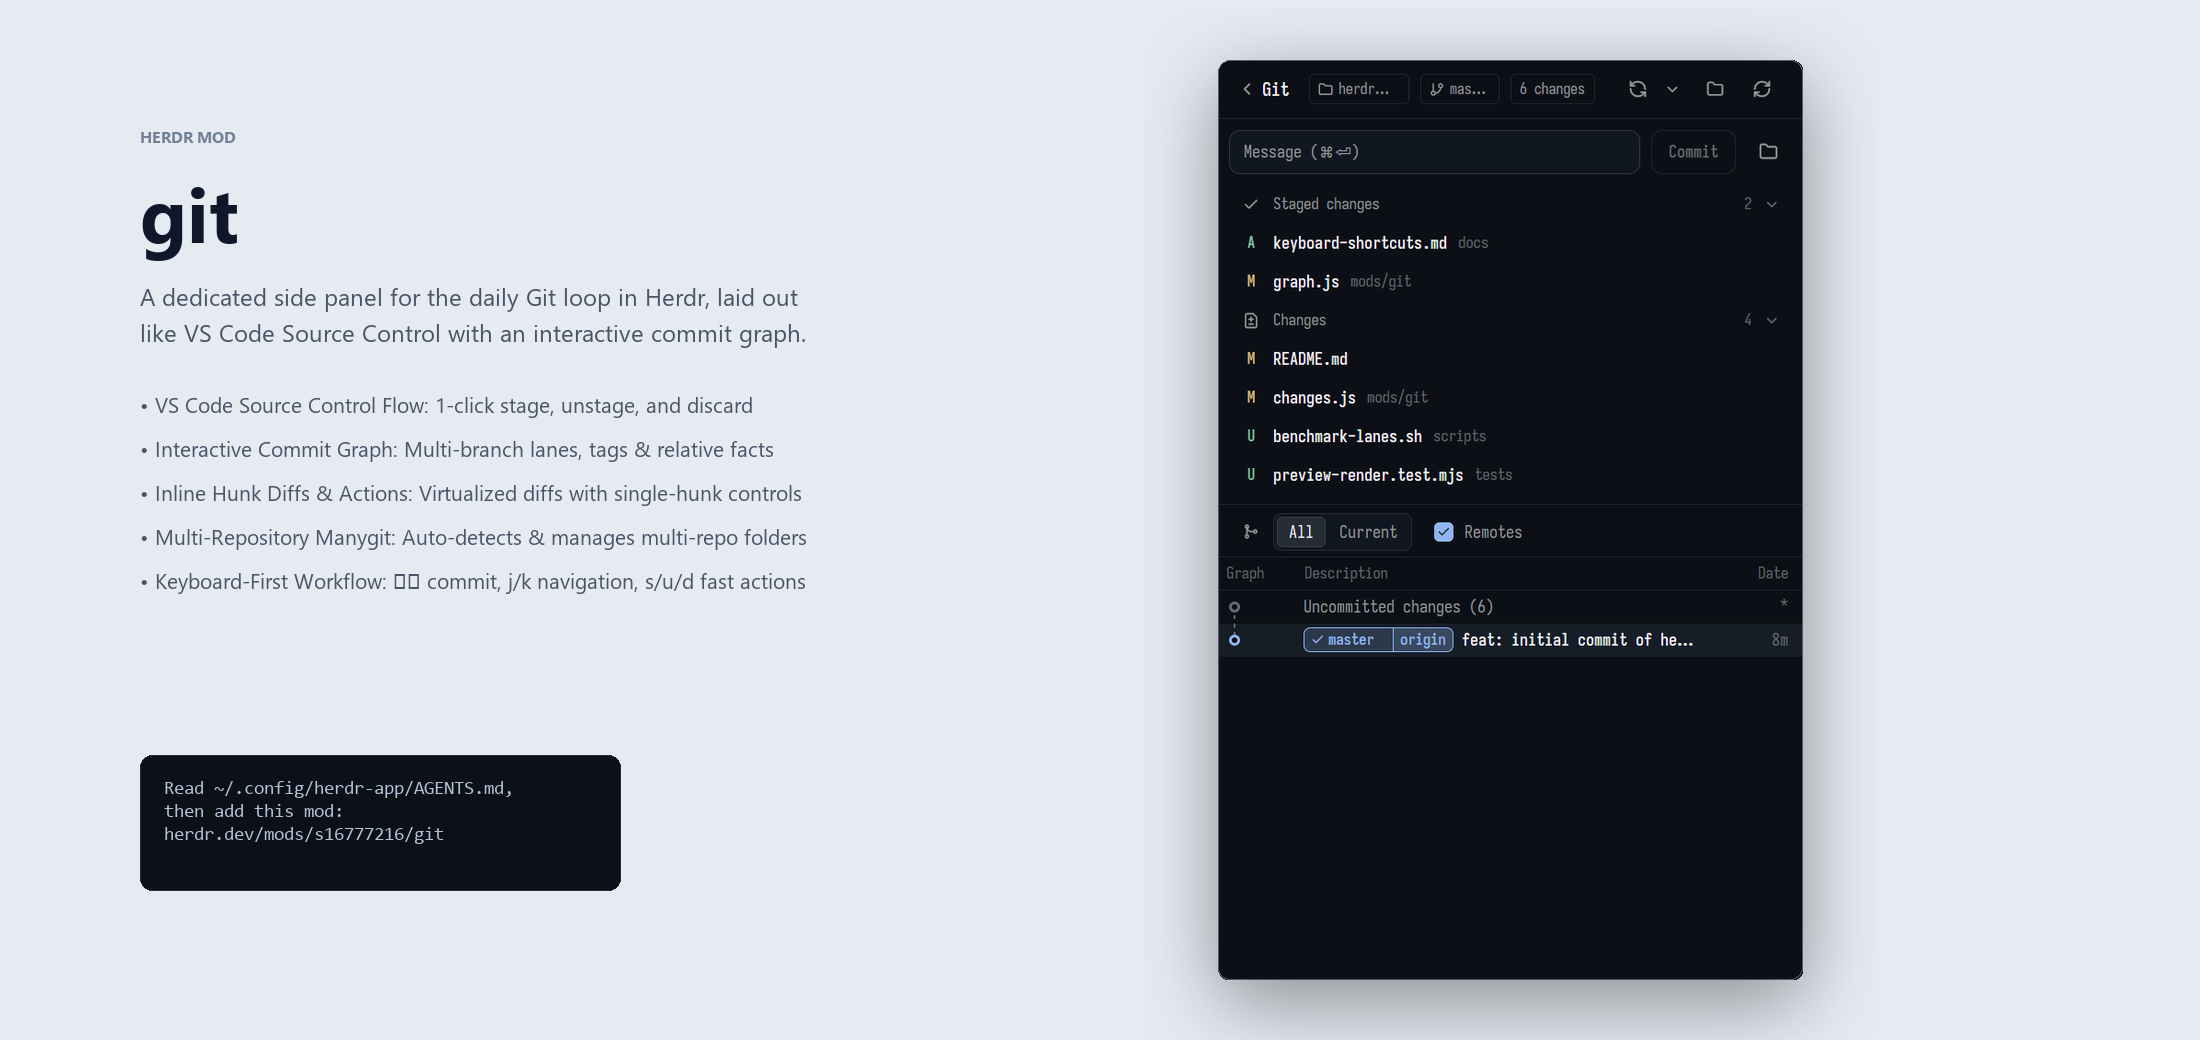 HERDR MOD
git
A dedicated side panel for the daily Git loop in Herdr, laid out
like VS Code Source Control with an interactive commit graph.
• VS Code Source Control Flow: 1-click stage, unstage, and discard
• Interactive Commit Graph: Multi-branch lanes, tags & relative facts
• Inline Hunk Diffs & Actions: Virtualized diffs with single-hunk controls
• Multi-Repository Manygit: Auto-detects & manages multi-repo folders
• Keyboard-First Workflow: □□ commit, j/k navigation, s/u/d fast actions
Read ~/.config/herdr-app/AGENTS.md,
then add this mod:
herdr.dev/mods/s16777216/git
Git herdr... mas... 6 changes
Message (⌘⏎) Commit
Staged changes 2
A keyboard-shortcuts.md docs
M graph.js mods/git
Changes 4
M README.md
M changes.js mods/git
U benchmark-lanes.sh scripts
U preview-render.test.mjs tests
All Current Remotes
Graph Description Date
Uncommitted changes (6) *
master origin feat: initial commit of he... 8m